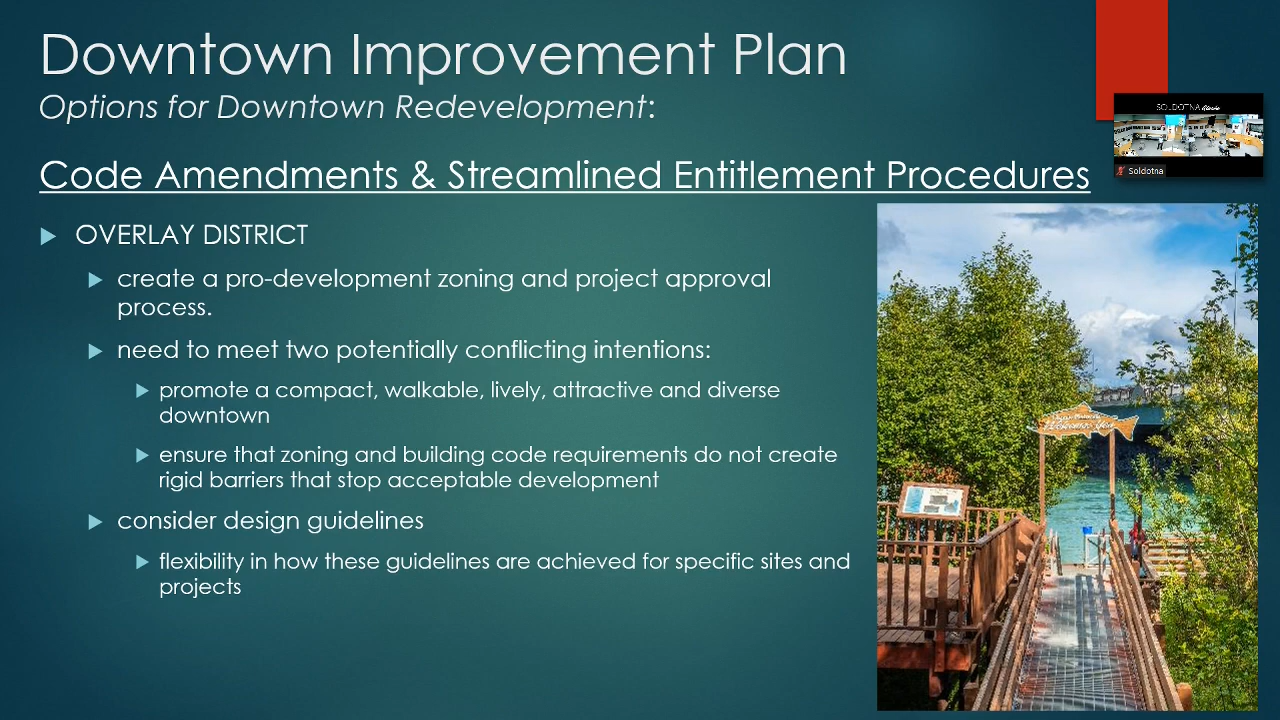 Downtown Improvement Plan
Options for Downtown Redevelopment:
Code Amendments & Streamlined Entitlement Procedures
OVERLAY DISTRICT
create a pro-development zoning and project approval
process.
need to meet two potentially conflicting intentions:
promote a compact, walkable, lively, attractive and diverse
downtown
ensure that zoning and building code requirements do not create
rigid barriers that stop acceptable development
consider design guidelines
flexibility in how these guidelines are achieved for specific sites and
projects
SOLDOTNA Alaska
Soldotna